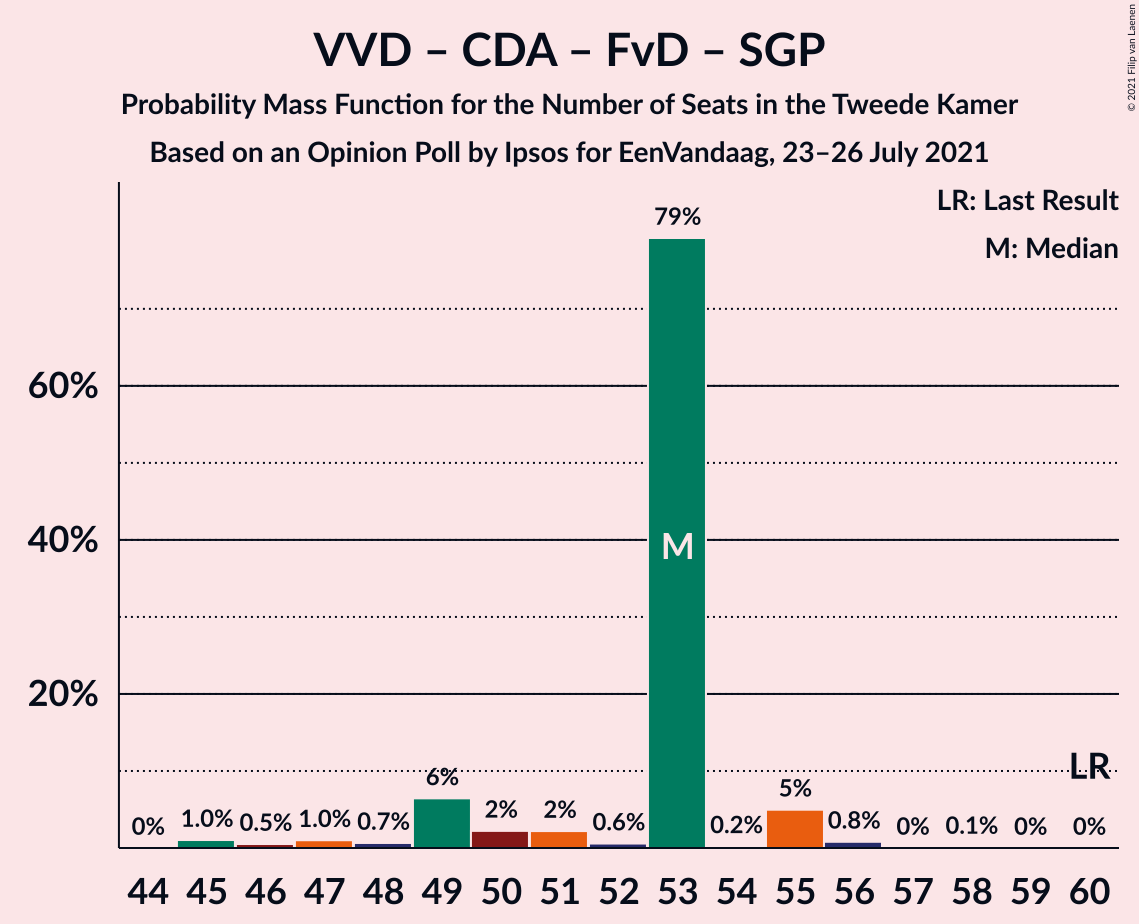 VVD – CDA – FvD – SGP
Probability Mass Function for the Number of Seats in the Tweede Kamer
Based on an Opinion Poll by Ipsos for EenVandaag, 23–26 July 2021
© 2021 Filip van Laenen
LR: Last Result
M: Median
60%
40%
20%
0%
1.0%
0.5%
1.0%
0.7%
6%
2%
2%
0.6%
79%
M
0.2%
5%
0.8%
0%
0.1%
0%
0%
LR
44 45 46 47 48 49 50 51 52 53 54 55 56 57 58 59 60